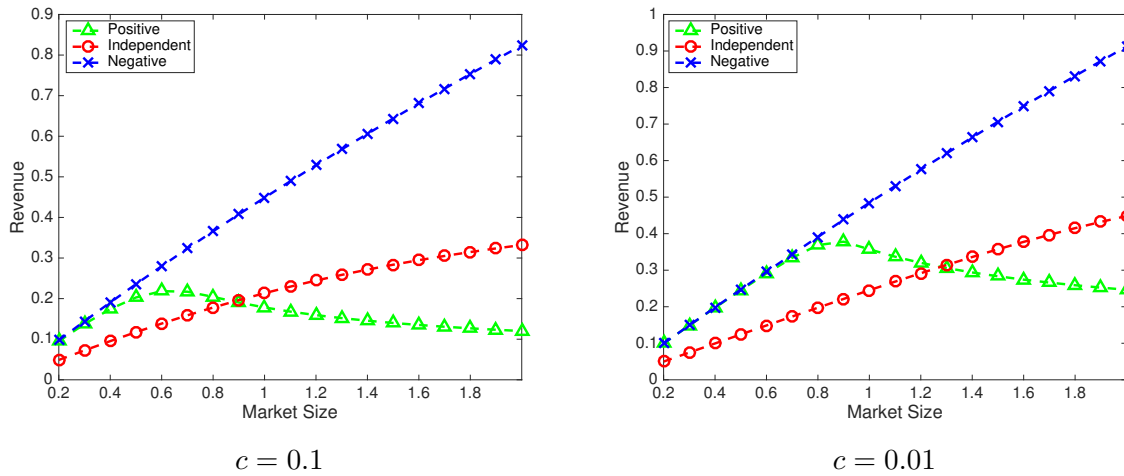 0.9
0.8
0.7
0.6
0.5
0.4
0.3
0.2
0.1
0
Revenue
Positive
Independent
Negative
0.2 0.4 0.6 0.8 1 1.2 1.4 1.6 1.8
Market Size
c = 0.1
1
0.9
0.8
0.7
0.6
0.5
0.4
0.3
0.2
0.1
0
Revenue
Positive
Independent
Negative
0.2 0.4 0.6 0.8 1 1.2 1.4 1.6 1.8
Market Size
c = 0.01